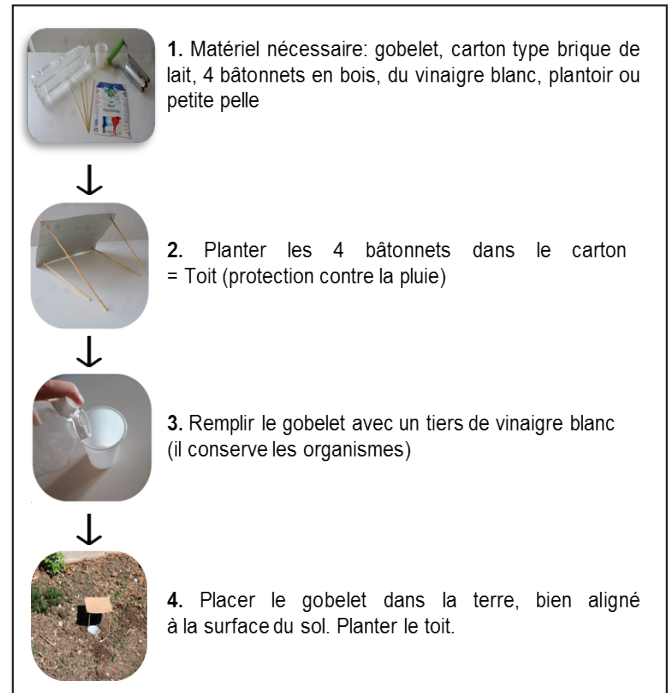 1. Matériel nécessaire: gobelet, carton type brique de
lait, 4 bâtonnets en bois, du vinaigre blanc, plantoir ou
petite pelle
2. Planter les 4 bâtonnets dans le carton
= Toit (protection contre la pluie)
3. Remplir le gobelet avec un tiers de vinaigre blanc
(il conserve les organismes)
4. Placer le gobelet dans la terre, bien aligné
à la surface du sol. Planter le toit.